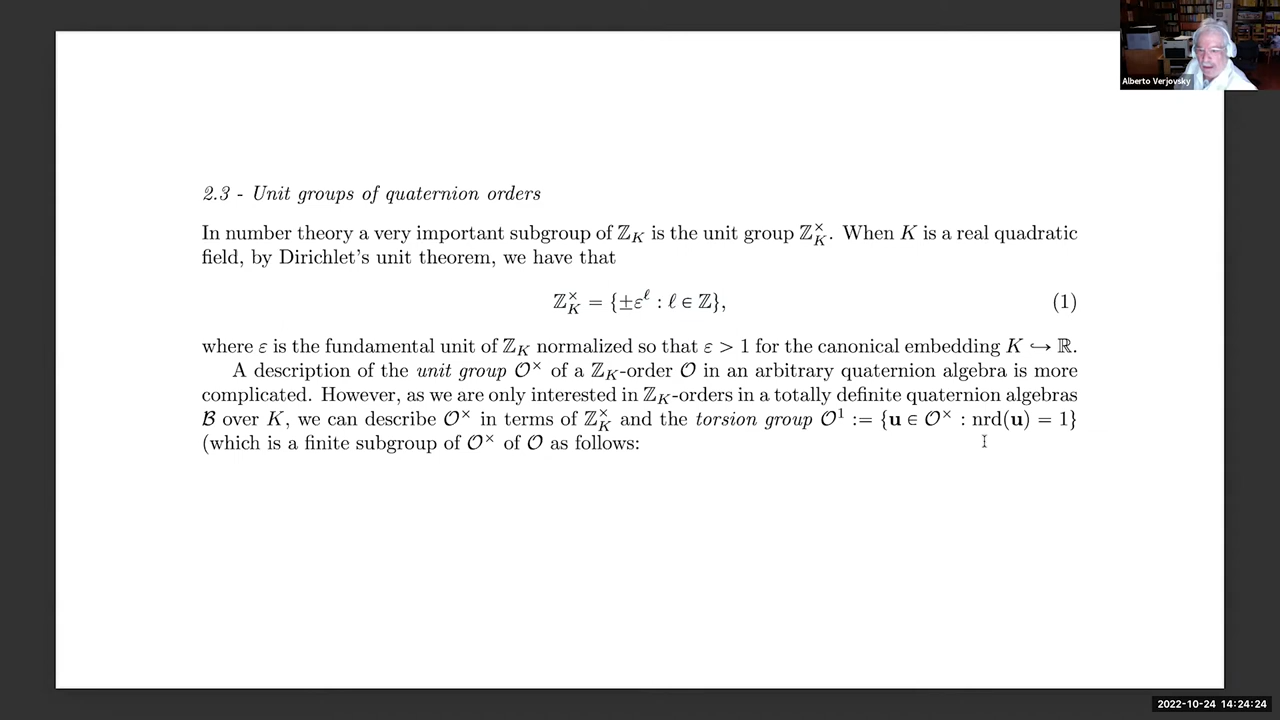 2.3 - Unit groups of quaternion orders
In number theory a very important subgroup of ℤ_K is the unit group ℤ_K^×. When K is a real quadratic
field, by Dirichlet's unit theorem, we have that
ℤ_K^× = {±ε^ℓ : ℓ ∈ ℤ}, (1)
where ε is the fundamental unit of ℤ_K normalized so that ε > 1 for the canonical embedding K ↪ ℝ.
A description of the unit group 𝒪^× of a ℤ_K-order 𝒪 in an arbitrary quaternion algebra is more
complicated. However, as we are only interested in ℤ_K-orders in a totally definite quaternion algebras
ℬ over K, we can describe 𝒪^× in terms of ℤ_K^× and the torsion group 𝒪^1 := {u ∈ 𝒪^× : nrd(u) = 1}
(which is a finite subgroup of 𝒪^× of 𝒪 as follows:
Alberto Verjovsky
2022-10-24 14:24:24